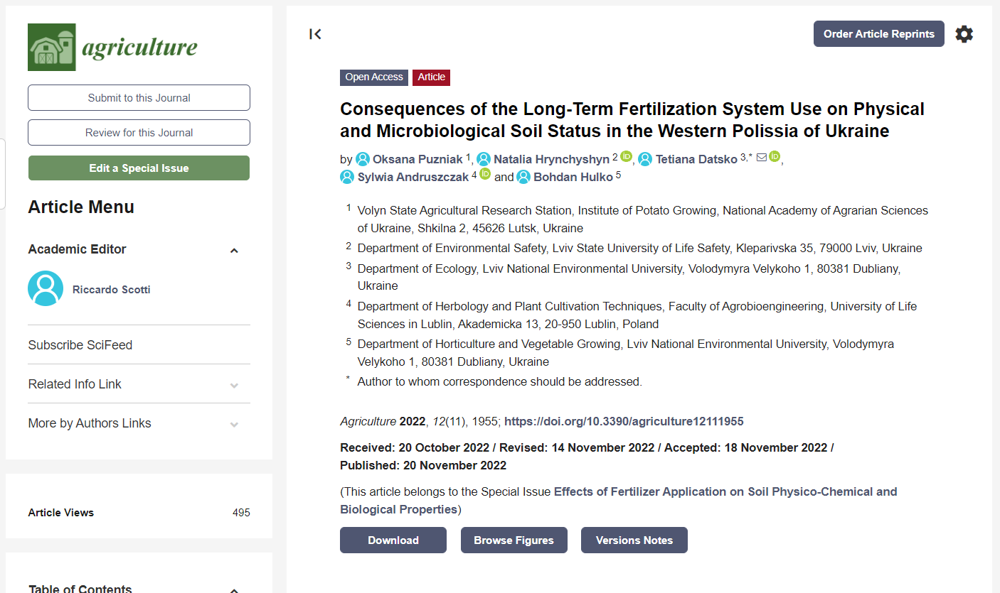 agriculture
Submit to this Journal
Review for this Journal
Edit a Special Issue
Article Menu
Academic Editor
Riccardo Scotti
Subscribe SciFeed
Related Info Link
More by Authors Links
Article Views 495
Table of Contents
Order Article Reprints
Open Access Article
Consequences of the Long-Term Fertilization System Use on Physical
and Microbiological Soil Status in the Western Polissia of Ukraine
by Oksana Puzniak 1, Natalia Hrynchyshyn 2 iD, Tetiana Datsko 3,* iD,
Sylwia Andruszczak 4 iD and Bohdan Hulko 5
1 Volyn State Agricultural Research Station, Institute of Potato Growing, National Academy of Agrarian Sciences
of Ukraine, Shkilna 2, 45626 Lutsk, Ukraine
2 Department of Environmental Safety, Lviv State University of Life Safety, Kleparivska 35, 79000 Lviv, Ukraine
3 Department of Ecology, Lviv National Environmental University, Volodymyra Velykoho 1, 80381 Dubliany,
Ukraine
4 Department of Herbology and Plant Cultivation Techniques, Faculty of Agrobioengineering, University of Life
Sciences in Lublin, Akademicka 13, 20-950 Lublin, Poland
5 Department of Horticulture and Vegetable Growing, Lviv National Environmental University, Volodymyra
Velykoho 1, 80381 Dubliany, Ukraine
* Author to whom correspondence should be addressed.
Agriculture 2022, 12(11), 1955; https://doi.org/10.3390/agriculture12111955
Received: 20 October 2022 / Revised: 14 November 2022 / Accepted: 18 November 2022 /
Published: 20 November 2022
(This article belongs to the Special Issue Effects of Fertilizer Application on Soil Physico-Chemical and
Biological Properties)
Download Browse Figures Versions Notes